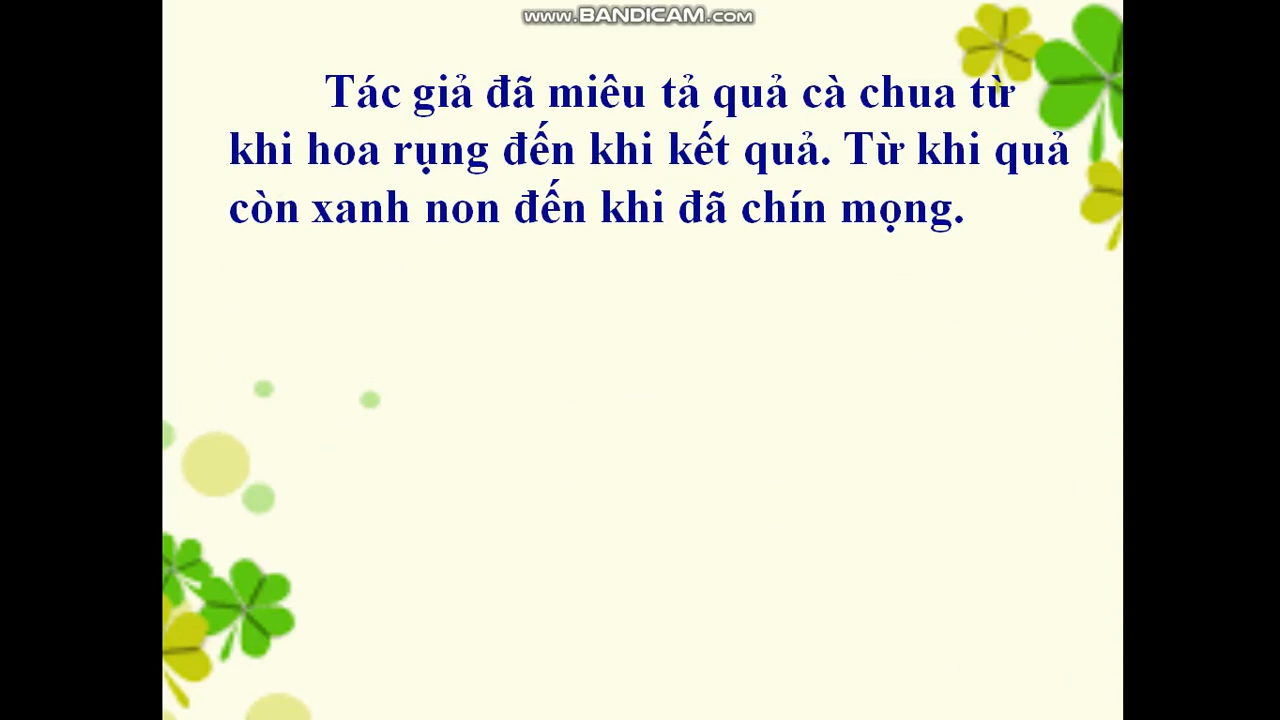 www.BANDICAM.com
Tác giả đã miêu tả quả cà chua từ
khi hoa rụng đến khi kết quả. Từ khi quả
còn xanh non đến khi đã chín mọng.